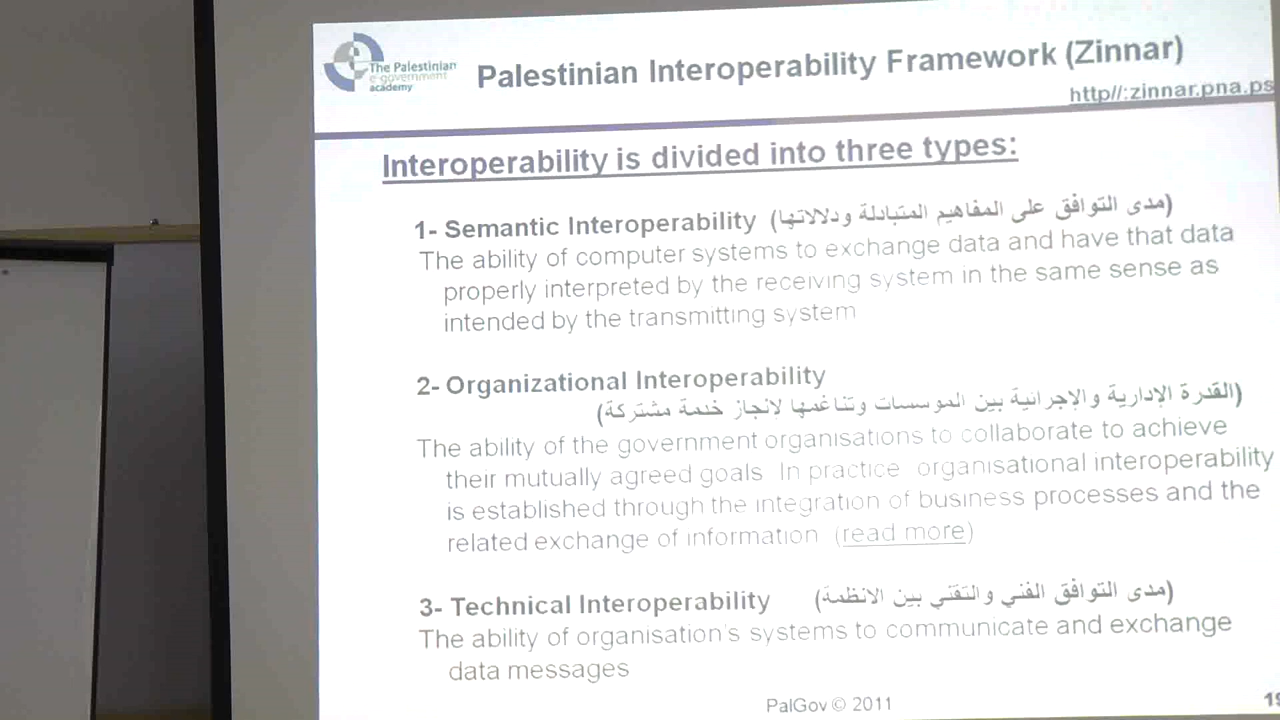 The Palestinian
e-government
academy
Palestinian Interoperability Framework (Zinnar)
http//:zinnar.pna.ps
Interoperability is divided into three types:
1- Semantic Interoperability (مدى التوافق على المفاهيم المتبادلة ودلالاتها)
The ability of computer systems to exchange data and have that data
properly interpreted by the receiving system in the same sense as
intended by the transmitting system
2- Organizational Interoperability
(القدرة الإدارية والإجرائية بين الموسسات وتناغمها لإنجاز خدمة مشتركة)
The ability of the government organisations to collaborate to achieve
their mutually agreed goals In practice organisational interoperability
is established through the integration of business processes and the
related exchange of information (read more)
3- Technical Interoperability (مدى التوافق الفني والتقني بين الانظمة)
The ability of organisation's systems to communicate and exchange
data messages
PalGov © 2011